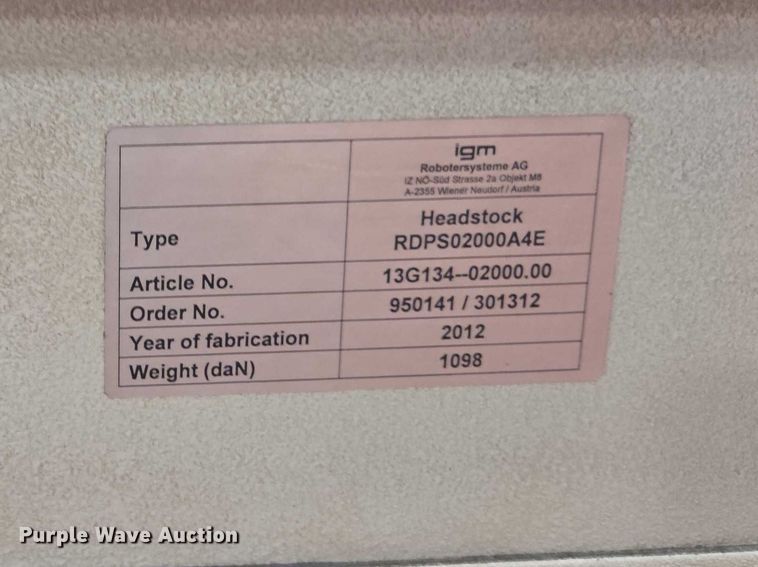 igm
Robotersysteme AG
IZ NÖ-Süd Strasse 2a Objekt M8
A-2355 Wiener Neudorf / Austria
Type
Headstock
RDPS02000A4E
Article No. 13G134--02000.00
Order No. 950141 / 301312
Year of fabrication 2012
Weight (daN) 1098
Purple Wave Auction